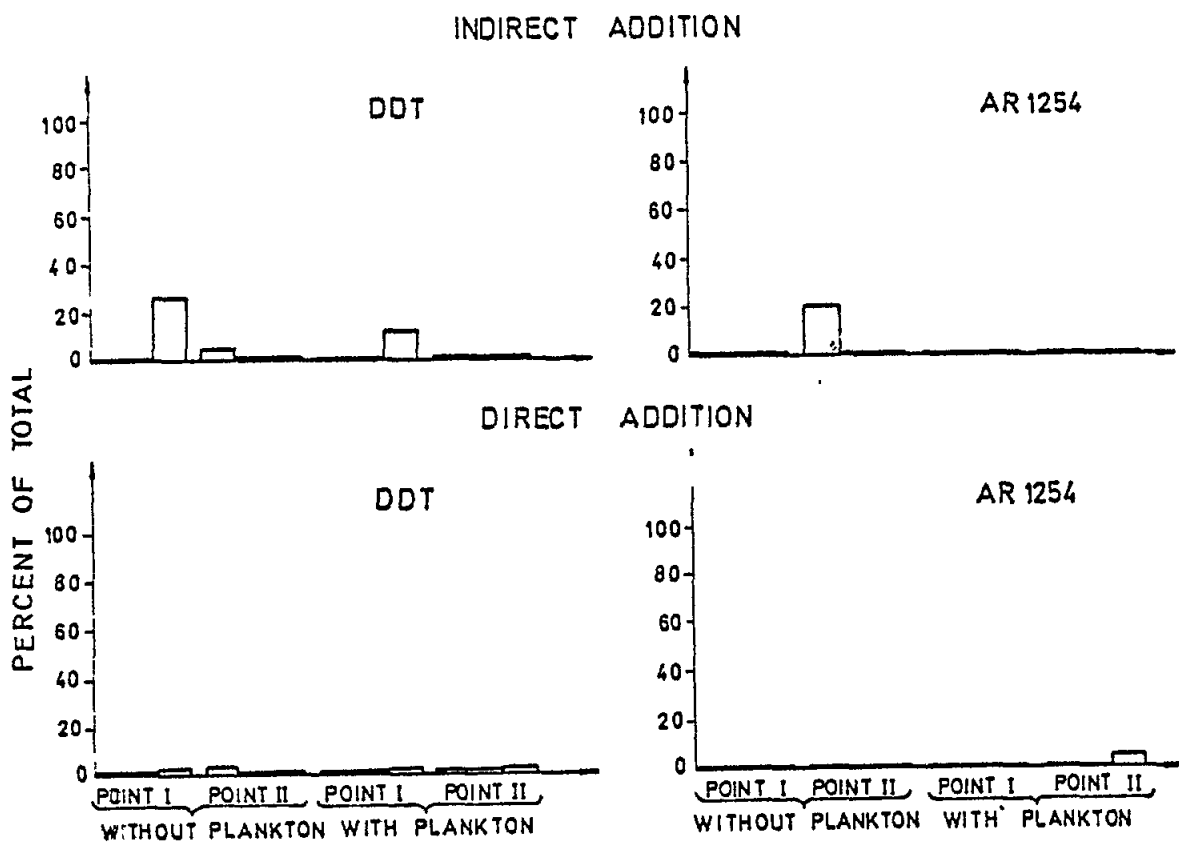 INDIRECT ADDITION
DDT
100
80
60
40
20
0
AR 1254
100
80
60
40
20
0
PERCENT OF TOTAL
DIRECT ADDITION
DDT
100
80
60
40
20
0
POINT I POINT II POINT I POINT II
WITHOUT PLANKTON WITH PLANKTON
AR 1254
100
80
60
40
20
0
POINT I POINT II POINT I POINT II
WITHOUT PLANKTON WITH PLANKTON